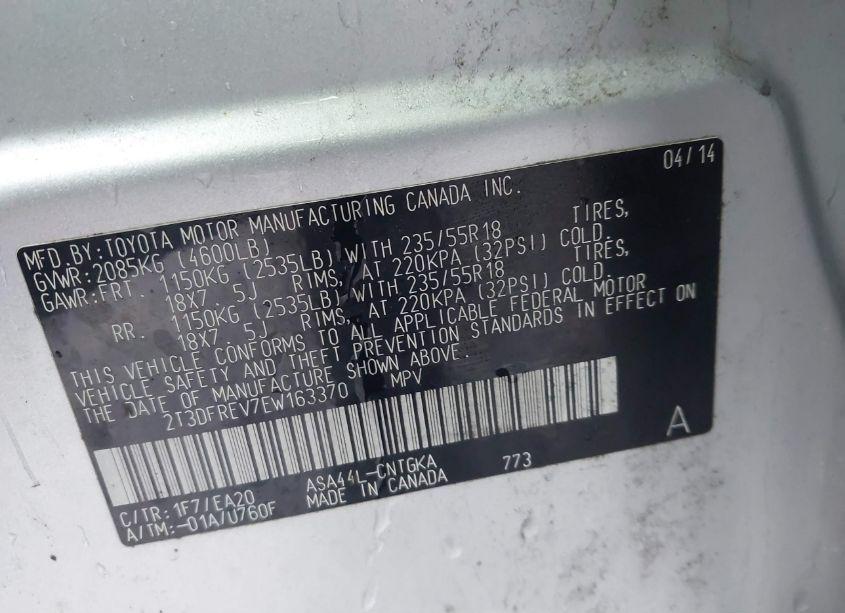 04/14
MFD.BY:TOYOTA MOTOR MANUFACTURING CANADA INC.
GVWR:2085KG (4600LB)
GAWR:FRT. 1150KG (2535LB) WITH 235/55R18 TIRES,
18X7.5J RIMS, AT 220KPA (32PSI) COLD.
RR. 1150KG (2535LB) WITH 235/55R18 TIRES,
18X7.5J RIMS, AT 220KPA (32PSI) COLD.
THIS VEHICLE CONFORMS TO ALL APPLICABLE FEDERAL MOTOR
VEHICLE SAFETY AND THEFT PREVENTION STANDARDS IN EFFECT ON
THE DATE OF MANUFACTURE SHOWN ABOVE.
2T3DFREV7EW163370 MPV
A
C/TR:1F7/EA20 ASA44L-CNTGKA 773
A/TM:-01A/U760F MADE IN CANADA